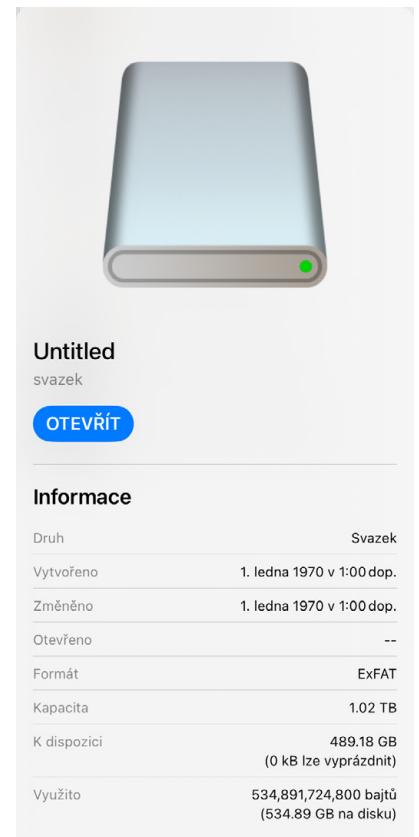 Untitled
svazek
OTEVŘÍT
Informace
Druh Svazek
Vytvořeno 1. ledna 1970 v 1:00 dop.
Změněno 1. ledna 1970 v 1:00 dop.
Otevřeno --
Formát ExFAT
Kapacita 1.02 TB
K dispozici 489.18 GB
(0 kB lze vyprázdnit)
Využito 534,891,724,800 bajtů
(534.89 GB na disku)